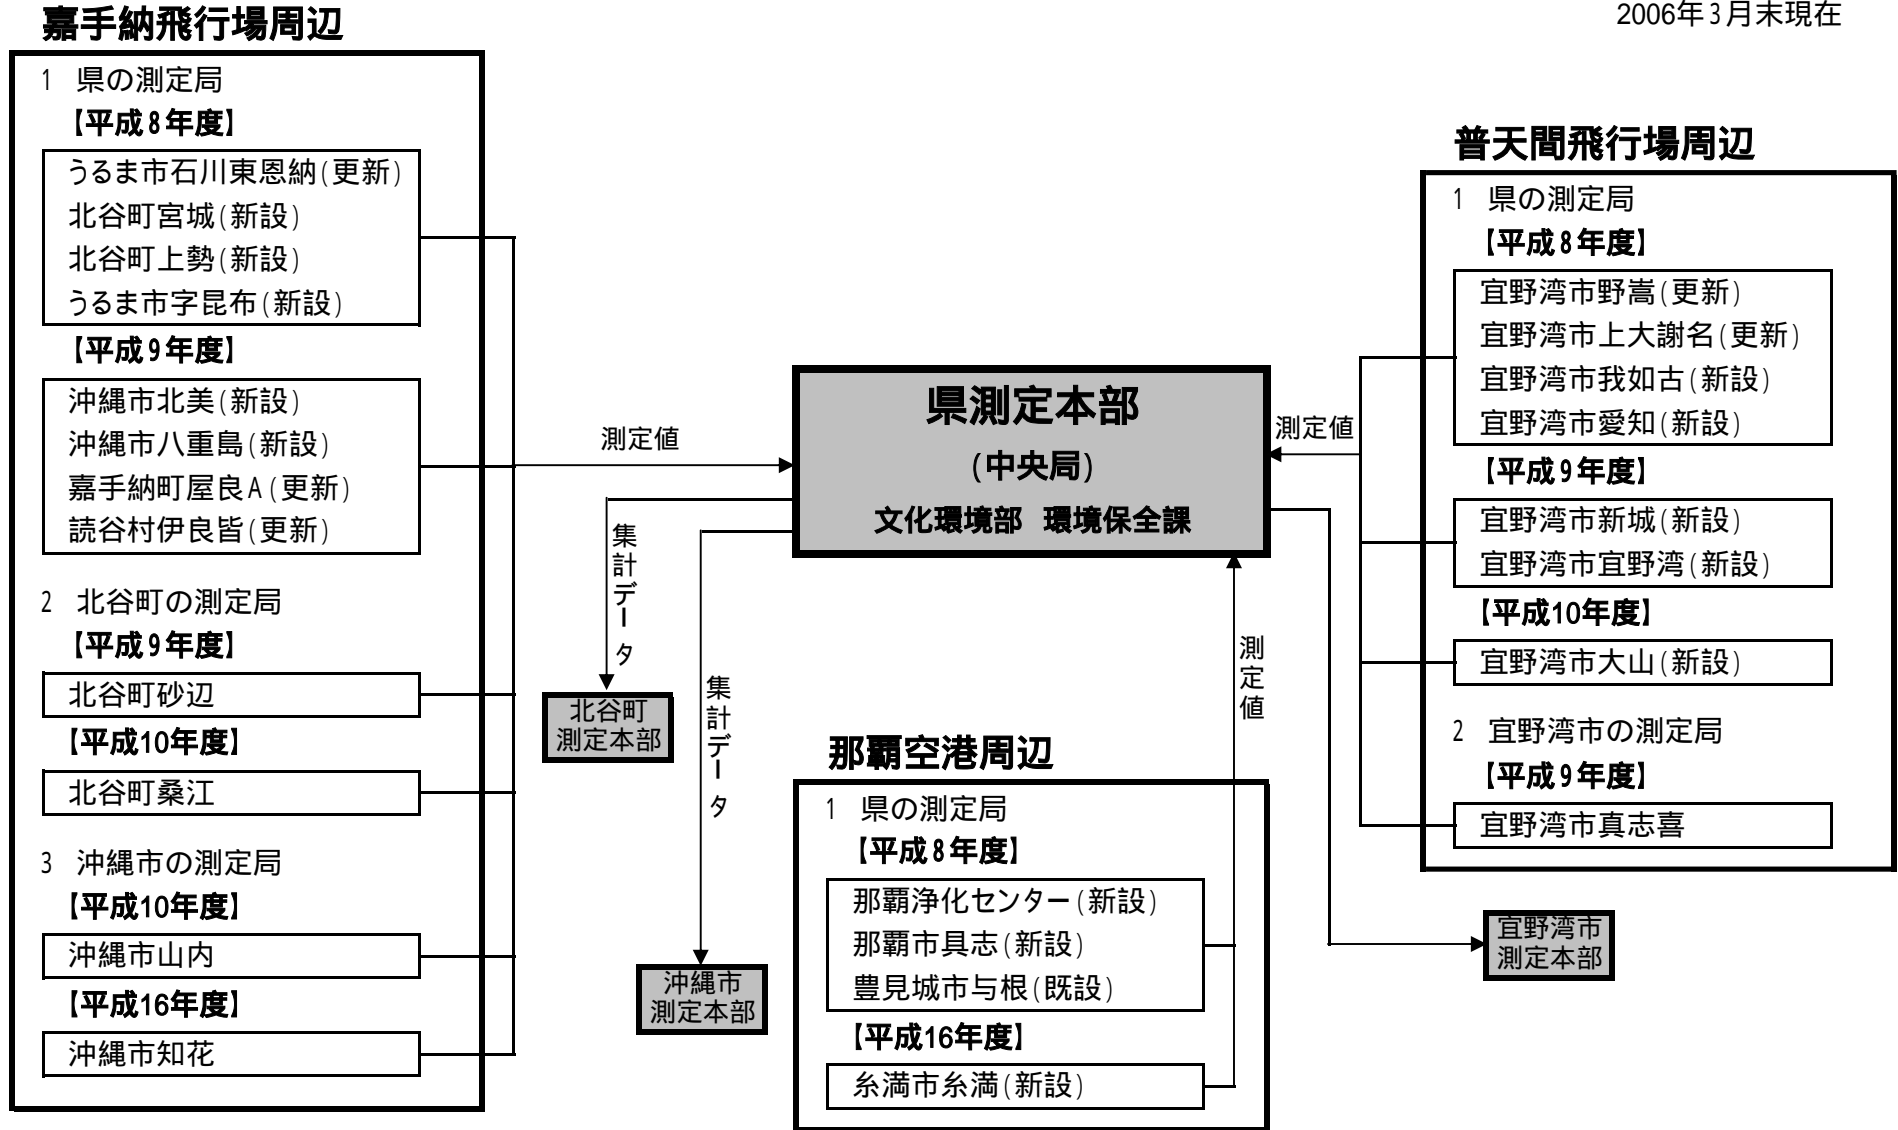 2006年3月末現在
嘉手納飛行場周辺
1 県の測定局
【平成8年度】
うるま市石川東恩納(更新)
北谷町宮城(新設)
北谷町上勢(新設)
うるま市字昆布(新設)
【平成9年度】
沖縄市北美(新設)
沖縄市八重島(新設)
嘉手納町屋良A(更新)
読谷村伊良皆(更新)
2 北谷町の測定局
【平成9年度】
北谷町砂辺
【平成10年度】
北谷町桑江
3 沖縄市の測定局
【平成10年度】
沖縄市山内
【平成16年度】
沖縄市知花
測定値
県測定本部
(中央局)
文化環境部 環境保全課
集計データ
北谷町
測定本部
集計データ
沖縄市
測定本部
測定値
那覇空港周辺
1 県の測定局
【平成8年度】
那覇浄化センター(新設)
那覇市具志(新設)
豊見城市与根(既設)
【平成16年度】
糸満市糸満(新設)
測定値
普天間飛行場周辺
1 県の測定局
【平成8年度】
宜野湾市野嵩(更新)
宜野湾市上大謝名(更新)
宜野湾市我如古(新設)
宜野湾市愛知(新設)
【平成9年度】
宜野湾市新城(新設)
宜野湾市宜野湾(新設)
【平成10年度】
宜野湾市大山(新設)
2 宜野湾市の測定局
【平成9年度】
宜野湾市真志喜
宜野湾市
測定本部